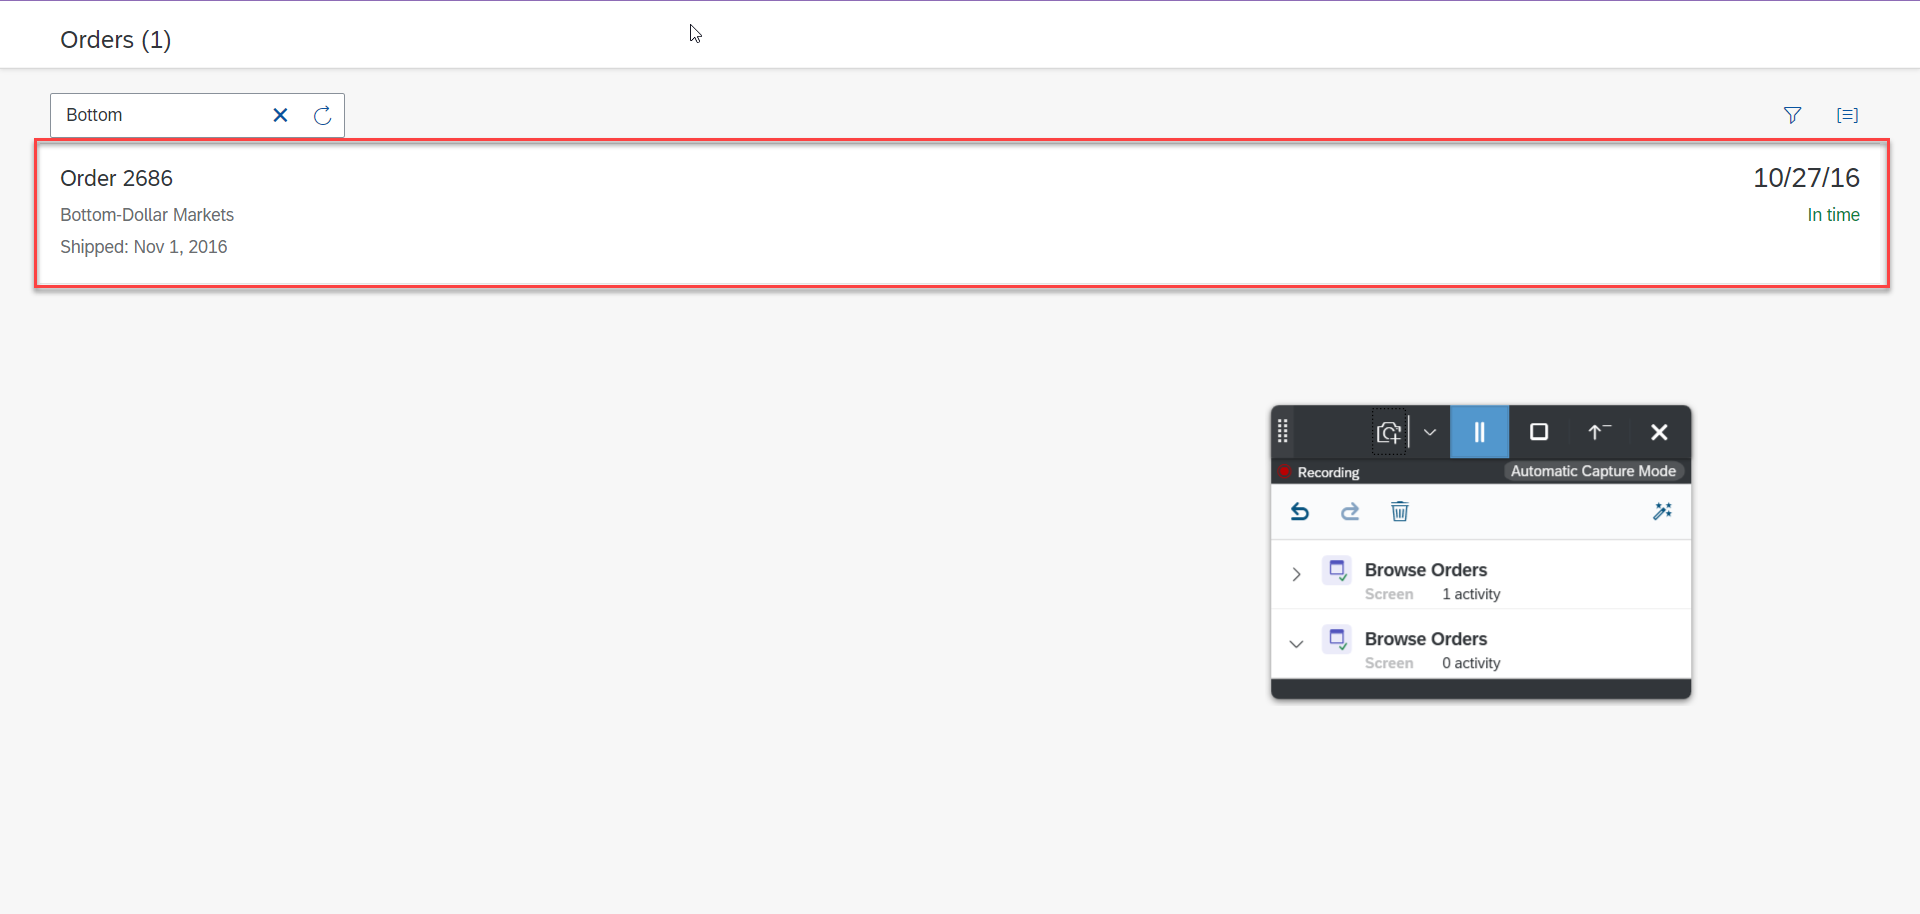 Orders (1)
Bottom
Order 2686
10/27/16
Bottom-Dollar Markets
In time
Shipped: Nov 1, 2016
Recording
Automatic Capture Mode
Browse Orders
Screen 1 activity
Browse Orders
Screen 0 activity